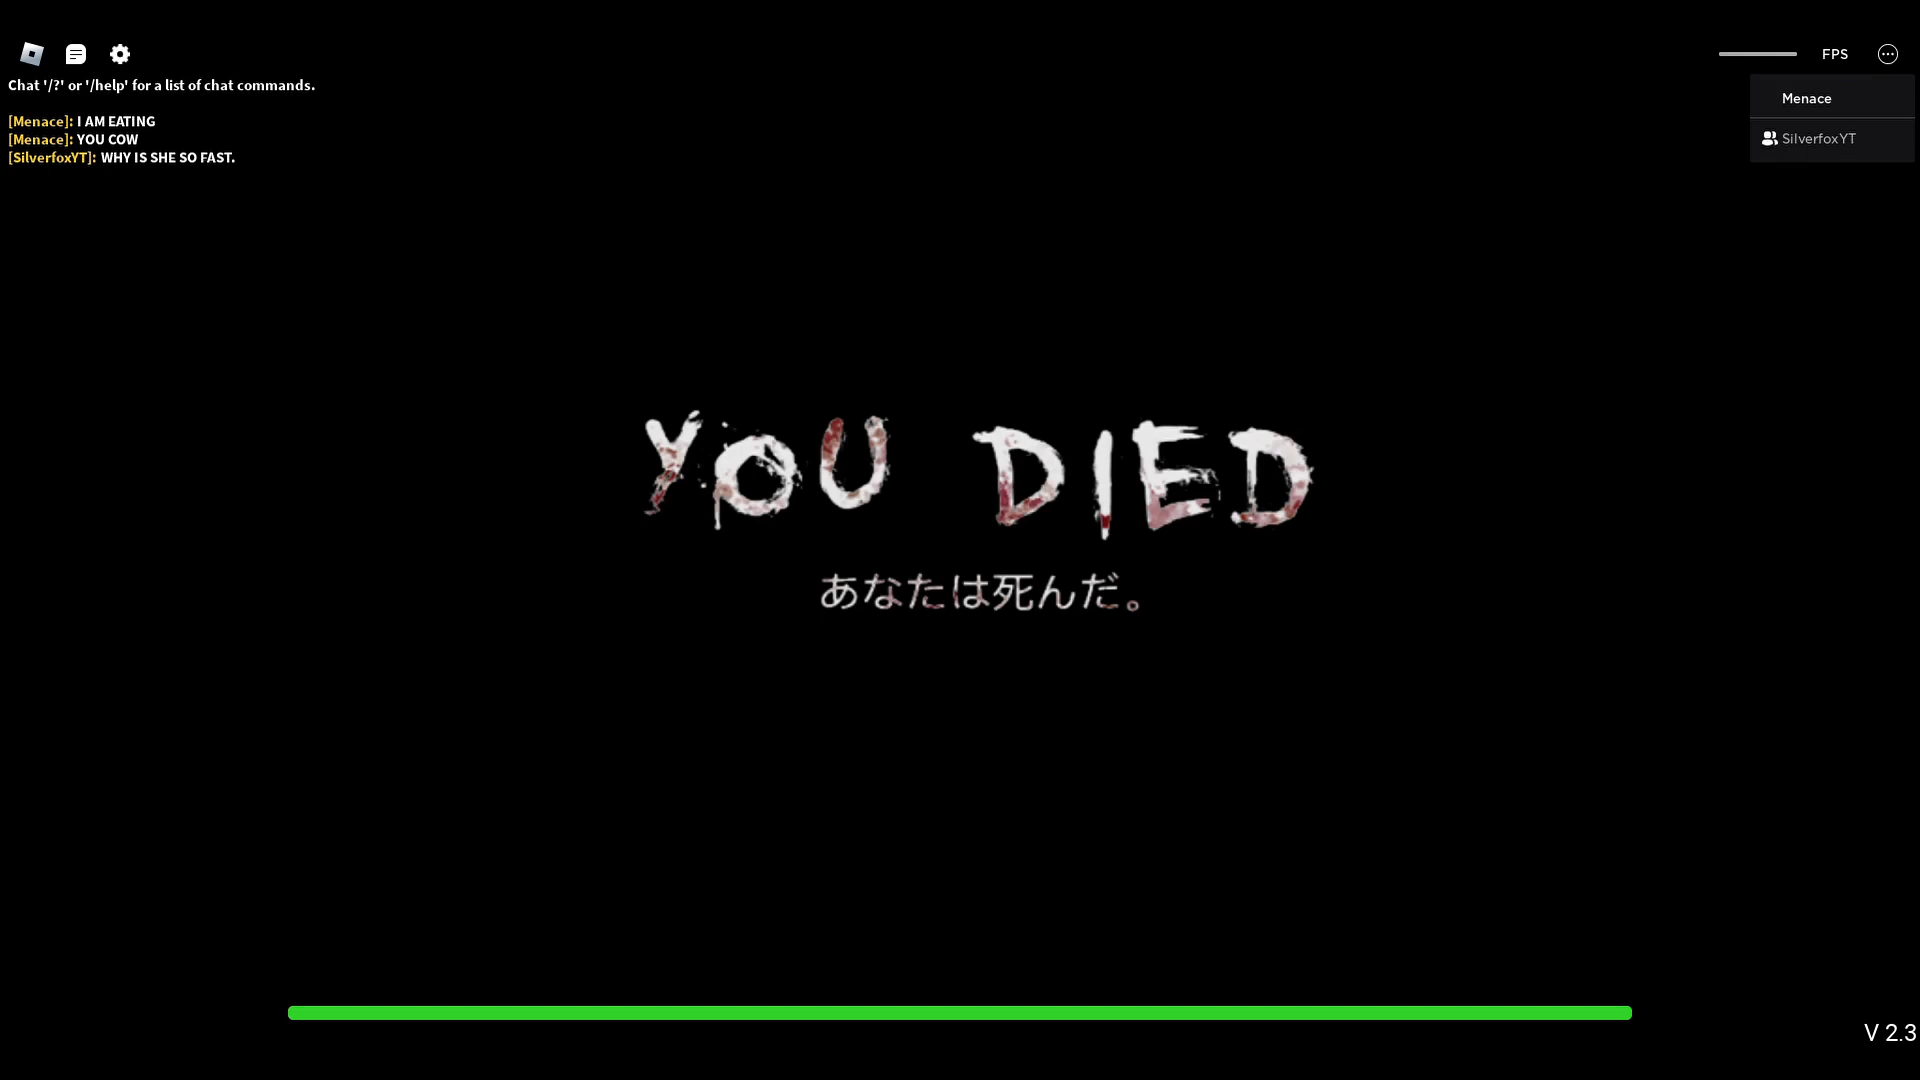 FPS
Chat '/?' or '/help' for a list of chat commands.
[Menace]: I AM EATING
[Menace]: YOU COW
[SilverfoxYT]: WHY IS SHE SO FAST.
Menace
SilverfoxYT
YOU DIED
あなたは死んだ。
V 2.3